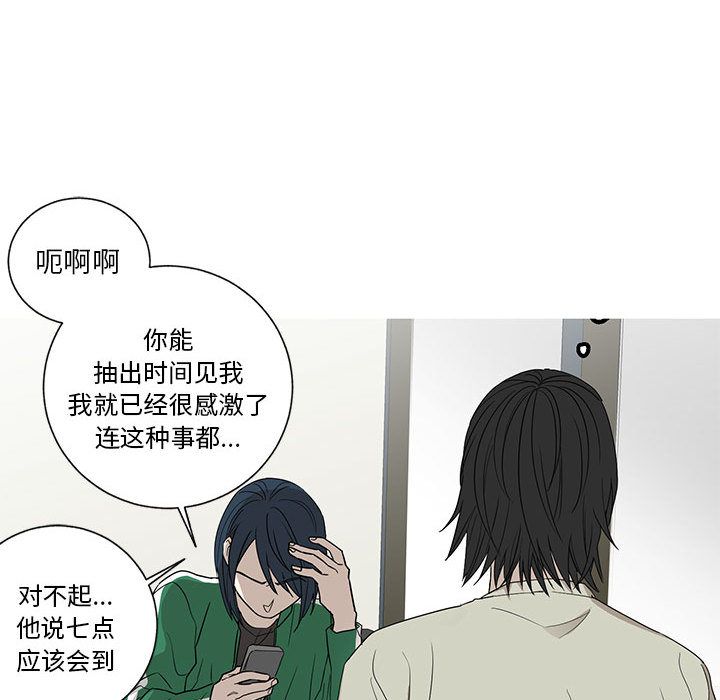 呃啊啊
你能
抽出时间见我
我就已经很感激了
连这种事都...
对不起...
他说七点
应该会到